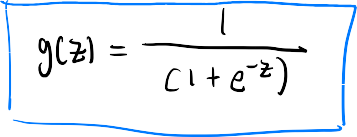 g(z) = 1 / (1 + e^{-z})